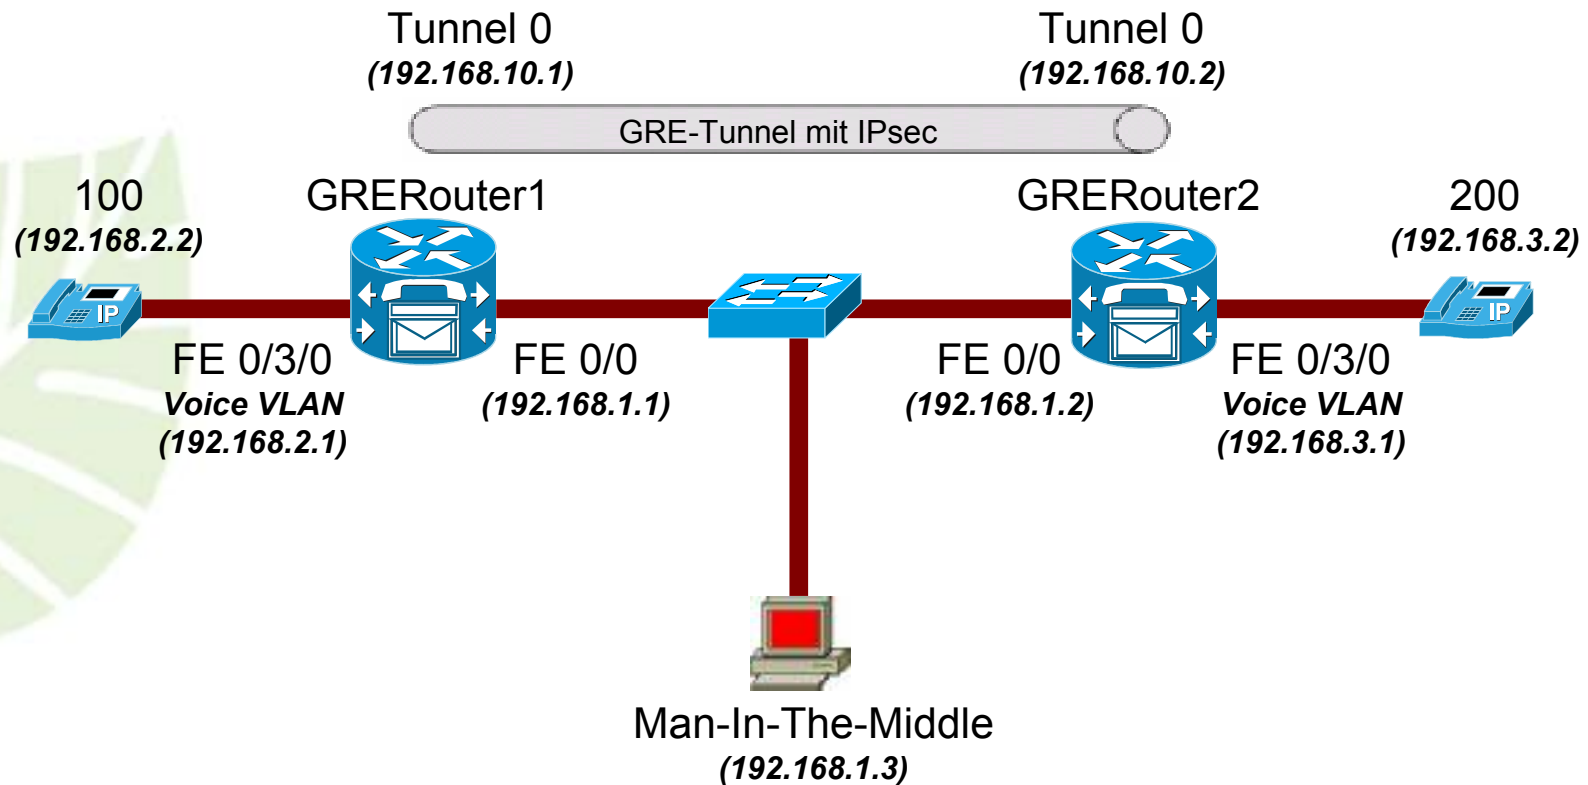 Tunnel 0
(192.168.10.1)
Tunnel 0
(192.168.10.2)
GRE-Tunnel mit IPsec
100
(192.168.2.2)
GRERouter1
GRERouter2
200
(192.168.3.2)
IP
IP
FE 0/3/0
Voice VLAN
(192.168.2.1)
FE 0/0
(192.168.1.1)
FE 0/0
(192.168.1.2)
FE 0/3/0
Voice VLAN
(192.168.3.1)
Man-In-The-Middle
(192.168.1.3)